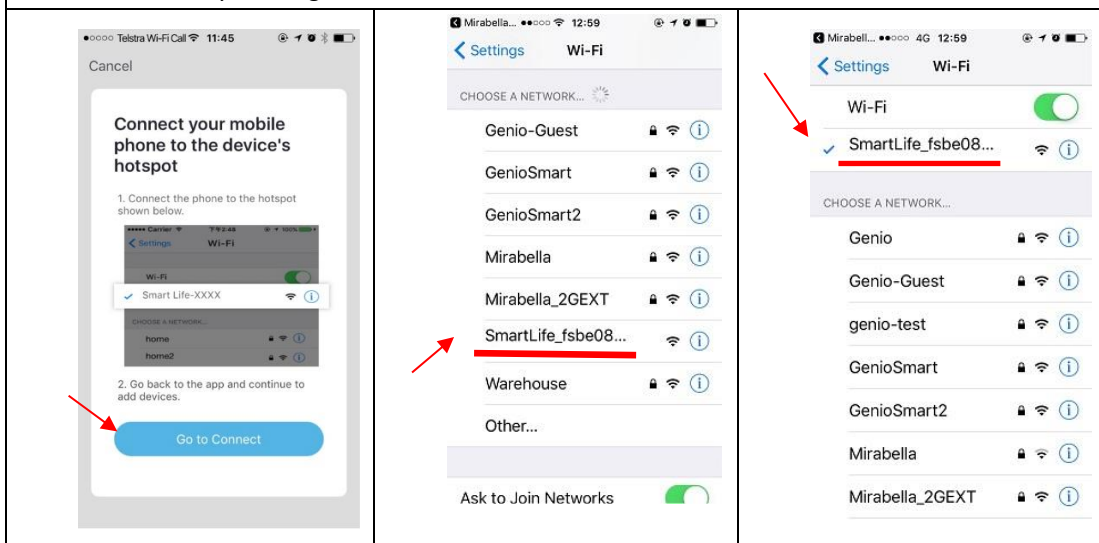 ●○○○○ Telstra Wi-Fi Call 11:45
Cancel
Connect your mobile
phone to the device's
hotspot
1. Connect the phone to the hotspot
shown below.
●●●●● Carrier 100%
Settings Wi-Fi
Wi-Fi
Smart Life-XXXX
CHOOSE A NETWORK...
home
home2
2. Go back to the app and continue to
add devices.
Go to Connect
Mirabella... ●●○○○ 12:59
Settings Wi-Fi
CHOOSE A NETWORK...
Genio-Guest
GenioSmart
GenioSmart2
Mirabella
Mirabella_2GEXT
SmartLife_fsbe08...
Warehouse
Other...
Ask to Join Networks
Mirabell... ●●○○○ 4G 12:59
Settings Wi-Fi
Wi-Fi
SmartLife_fsbe08...
CHOOSE A NETWORK...
Genio
Genio-Guest
genio-test
GenioSmart
GenioSmart2
Mirabella
Mirabella_2GEXT